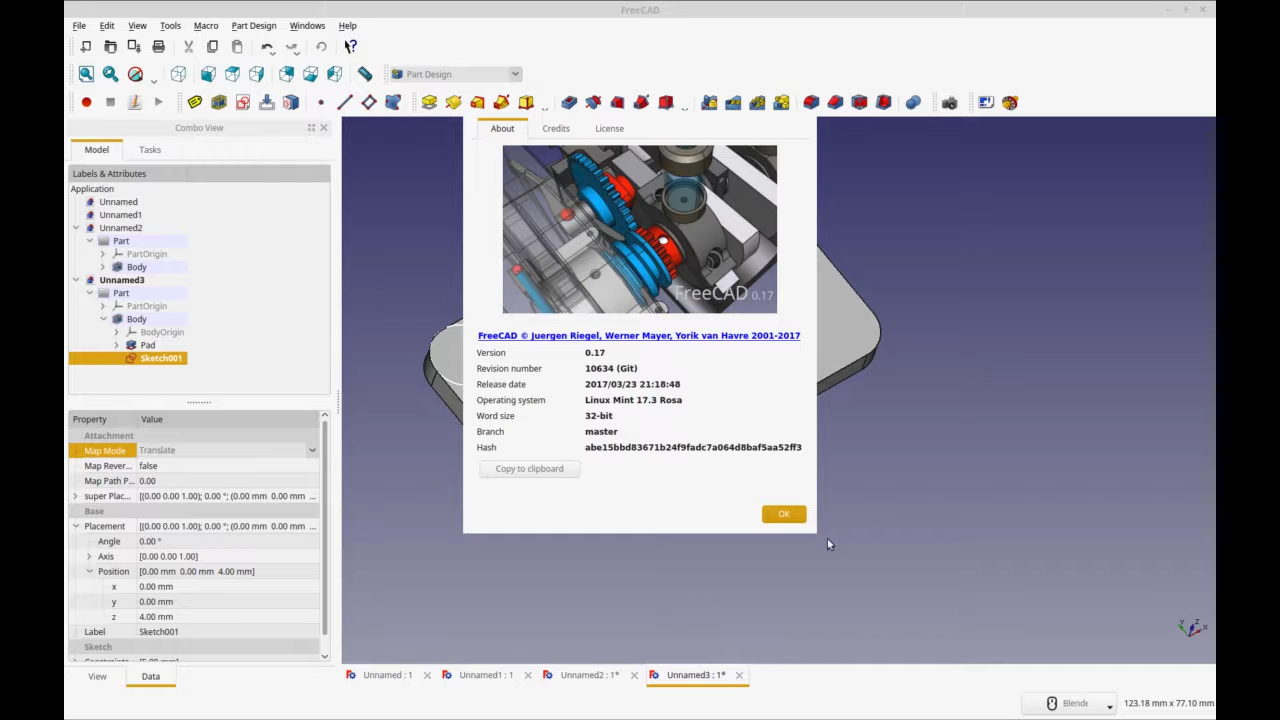 FreeCAD
File Edit View Tools Macro Part Design Windows Help
Part Design
Combo View
Model Tasks
Labels & Attributes
Application
Unnamed
Unnamed1
Unnamed2
Part
PartOrigin
Body
Unnamed3
Part
PartOrigin
Body
BodyOrigin
Pad
Sketch001
Property Value
Attachment
Map Mode Translate
Map Rever... false
Map Path P... 0.00
super Plac... [(0.00 0.00 1.00); 0.00 °; (0.00 mm 0.00 mm ...
Base
Placement [(0.00 0.00 1.00); 0.00 °; (0.00 mm 0.00 mm ...
Angle 0.00 °
Axis [0.00 0.00 1.00]
Position [0.00 mm 0.00 mm 4.00 mm]
x 0.00 mm
y 0.00 mm
z 4.00 mm
Label Sketch001
Sketch
View Data
About Credits License
FreeCAD 0.17
FreeCAD © Juergen Riegel, Werner Mayer, Yorik van Havre 2001-2017
Version 0.17
Revision number 10634 (Git)
Release date 2017/03/23 21:18:48
Operating system Linux Mint 17.3 Rosa
Word size 32-bit
Branch master
Hash abe15bbd83671b24f9fadc7a064d8baf5aa52ff3
Copy to clipboard
OK
Y Z X
Unnamed : 1 Unnamed1 : 1 Unnamed2 : 1* Unnamed3 : 1*
123.18 mm x 77.10 mm